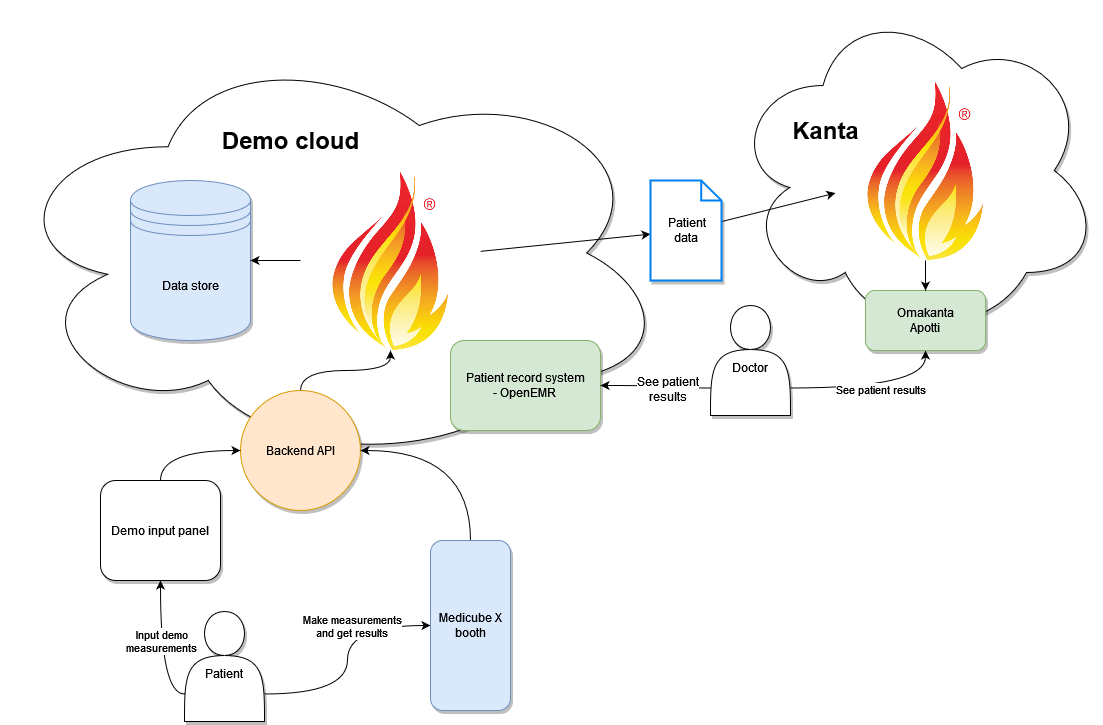 Demo cloud
Kanta
®
®
Data store
Patient
data
Omakanta
Apotti
Patient record system
- OpenEMR
See patient
results
Doctor
See patient results
Backend API
Demo input panel
Medicube X
booth
Make measurements
and get results
Input demo
measurements
Patient